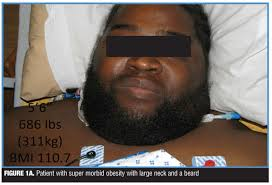 5'6"
686 lbs
(311kg)
BMI 110.7
FIGURE 1A. Patient with super morbid obesity with large neck and a beard